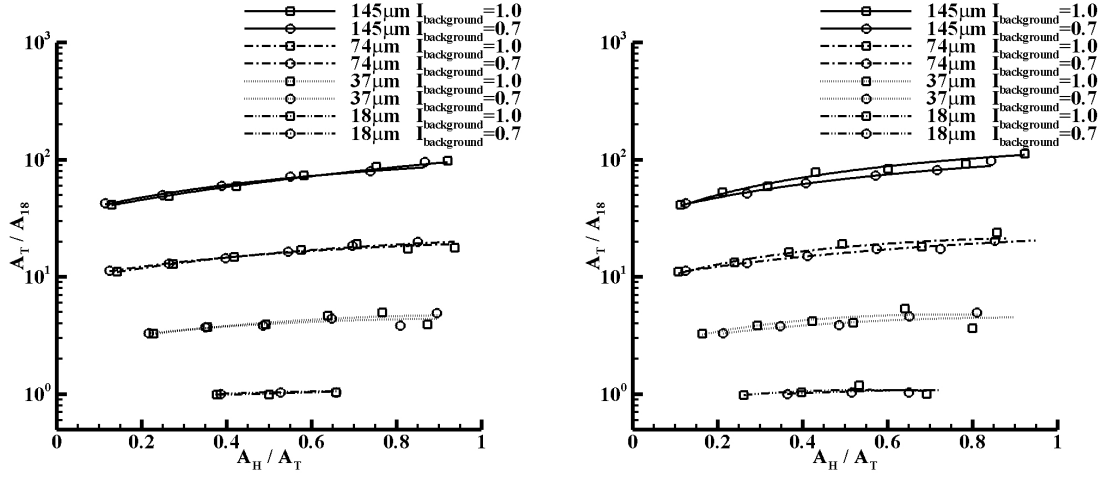 145μm I_background=1.0
145μm I_background=0.7
74μm I_background=1.0
74μm I_background=0.7
37μm I_background=1.0
37μm I_background=0.7
18μm I_background=1.0
18μm I_background=0.7
10³
10²
10¹
10⁰
A_T / A_18
0 0.2 0.4 0.6 0.8 1
A_H / A_T
145μm I_background=1.0
145μm I_background=0.7
74μm I_background=1.0
74μm I_background=0.7
37μm I_background=1.0
37μm I_background=0.7
18μm I_background=1.0
18μm I_background=0.7
10³
10²
10¹
10⁰
A_T / A_18
0 0.2 0.4 0.6 0.8 1
A_H / A_T